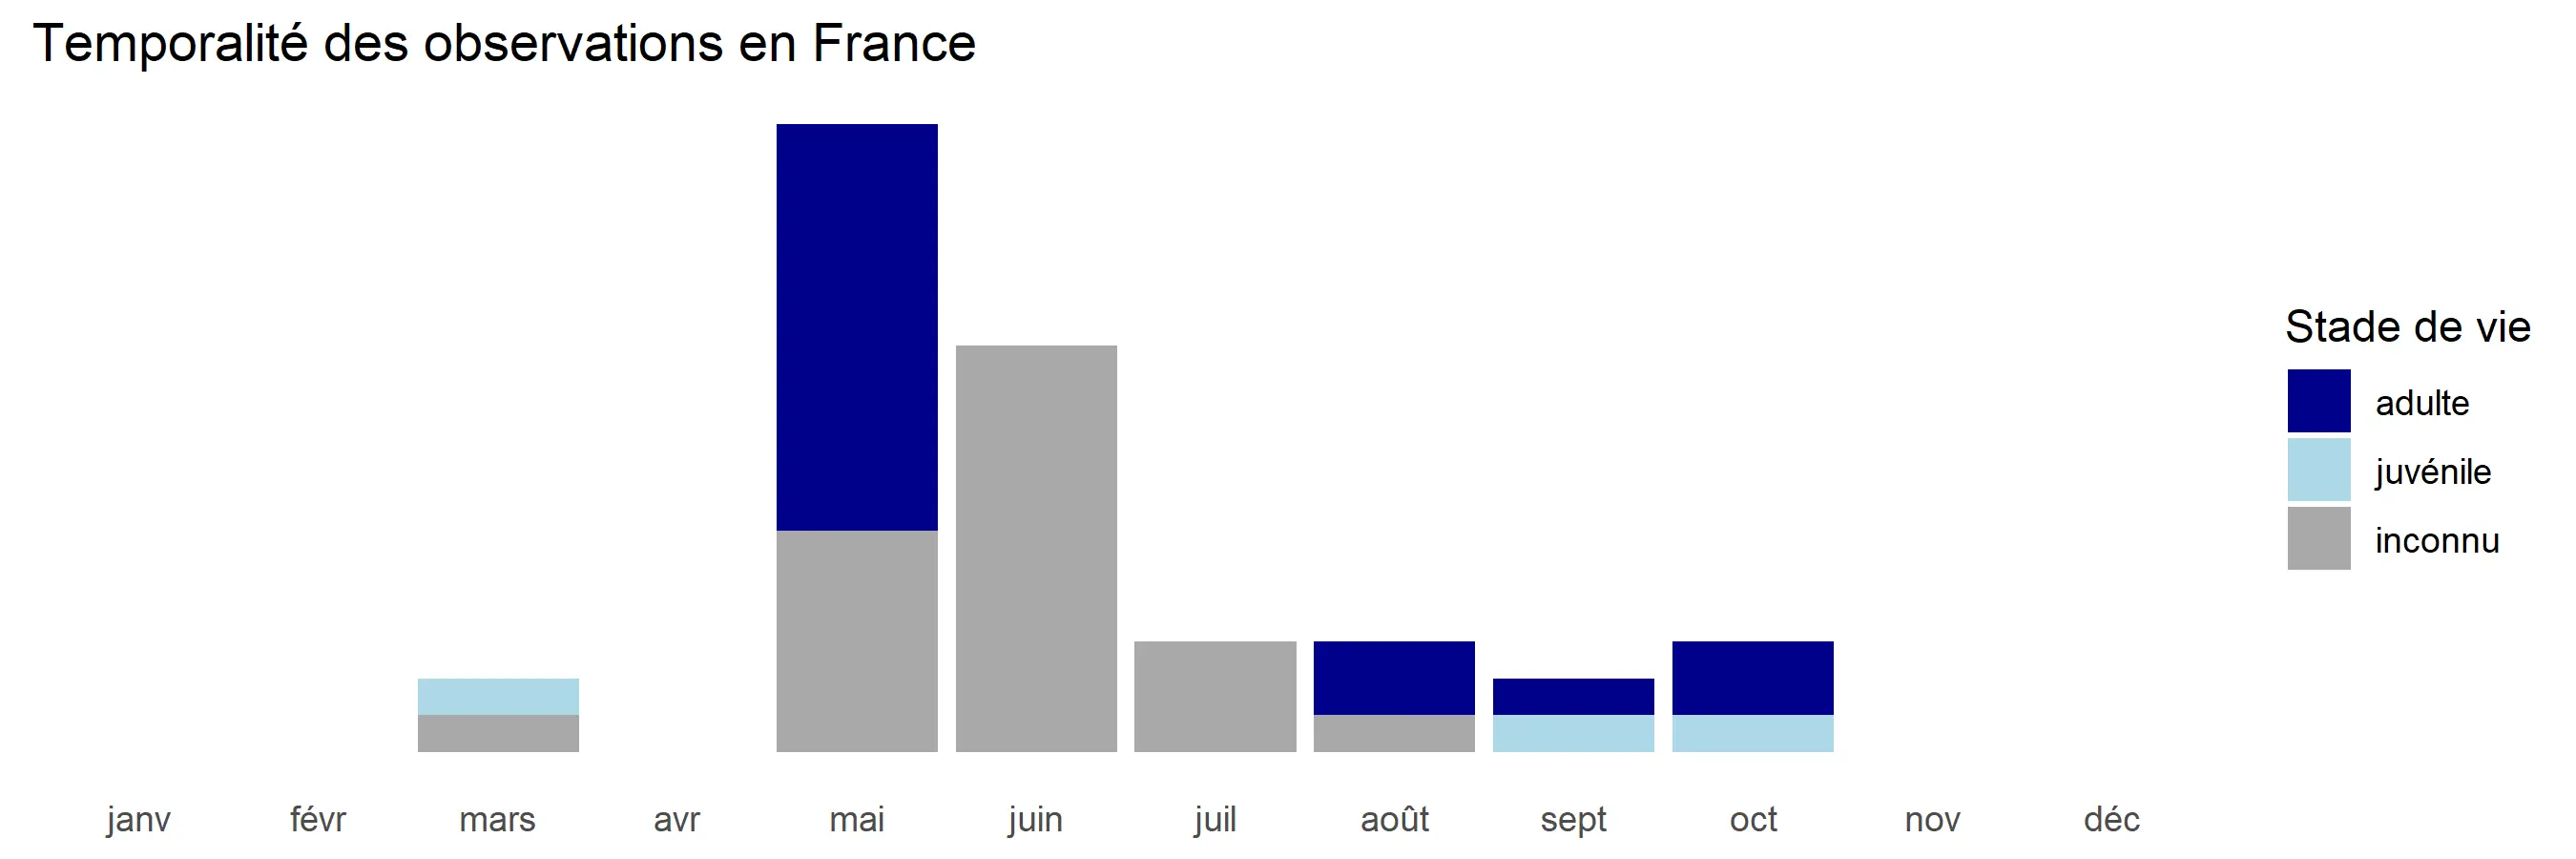 Temporalité des observations en France
Stade de vie
adulte
juvénile
inconnu
janv févr mars avr mai juin juil août sept oct nov déc